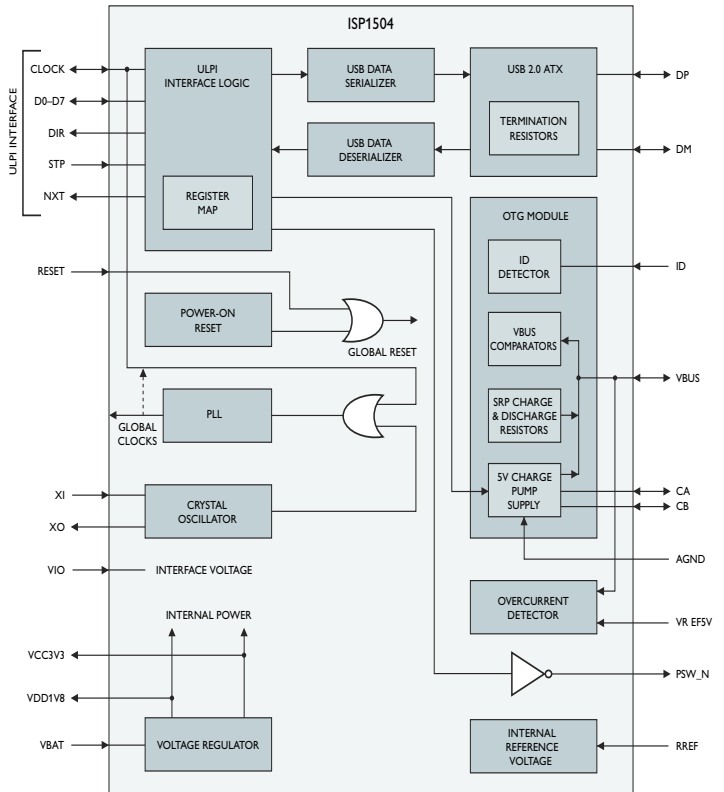 ISP1504
ULPI INTERFACE
CLOCK
D0–D7
DIR
STP
NXT
ULPI
INTERFACE LOGIC
REGISTER
MAP
USB DATA
SERIALIZER
USB DATA
DESERIALIZER
USB 2.0 ATX
TERMINATION
RESISTORS
DP
DM
OTG MODULE
ID
DETECTOR
ID
RESET
POWER-ON
RESET
GLOBAL RESET
VBUS
COMPARATORS
VBUS
SRP CHARGE
& DISCHARGE
RESISTORS
PLL
GLOBAL
CLOCKS
5V CHARGE
PUMP
SUPPLY
CA
CB
XI
XO
CRYSTAL
OSCILLATOR
AGND
VIO
INTERFACE VOLTAGE
OVERCURRENT
DETECTOR
VR EF5V
INTERNAL POWER
VCC3V3
VDD1V8
PSW_N
VBAT
VOLTAGE REGULATOR
INTERNAL
REFERENCE
VOLTAGE
RREF